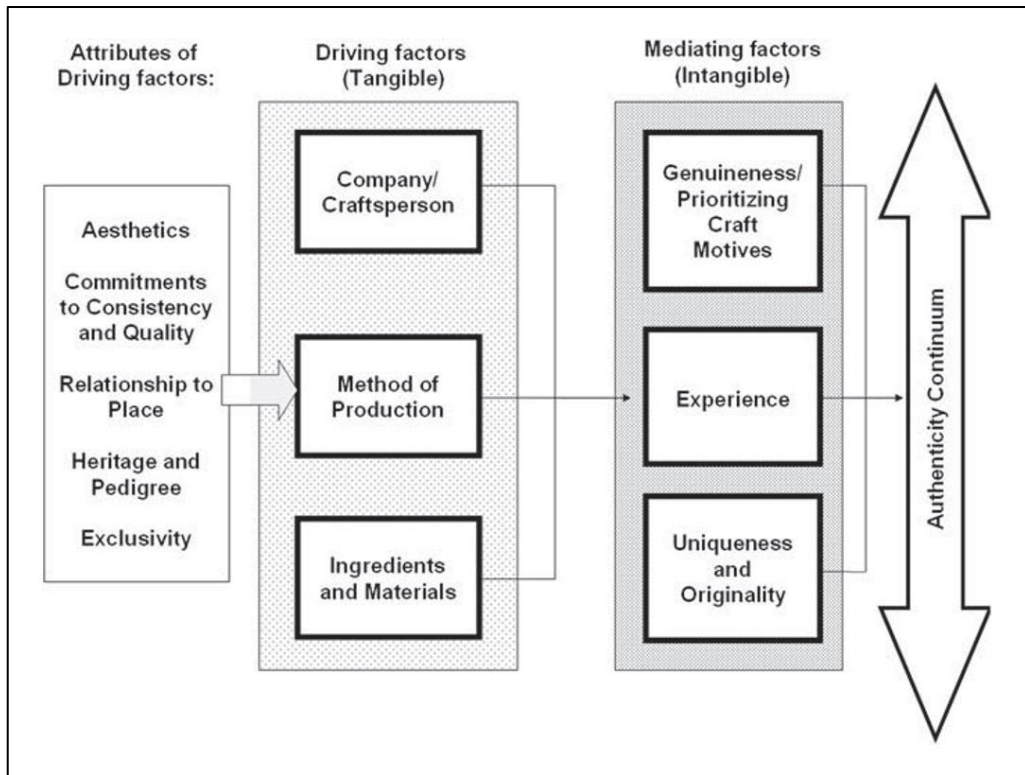 Attributes of
Driving factors:
Aesthetics
Commitments
to Consistency
and Quality
Relationship to
Place
Heritage and
Pedigree
Exclusivity
Driving factors
(Tangible)
Company/
Craftsperson
Method of
Production
Ingredients
and Materials
Mediating factors
(Intangible)
Genuineness/
Prioritizing
Craft
Motives
Experience
Uniqueness
and
Originality
Authenticity Continuum